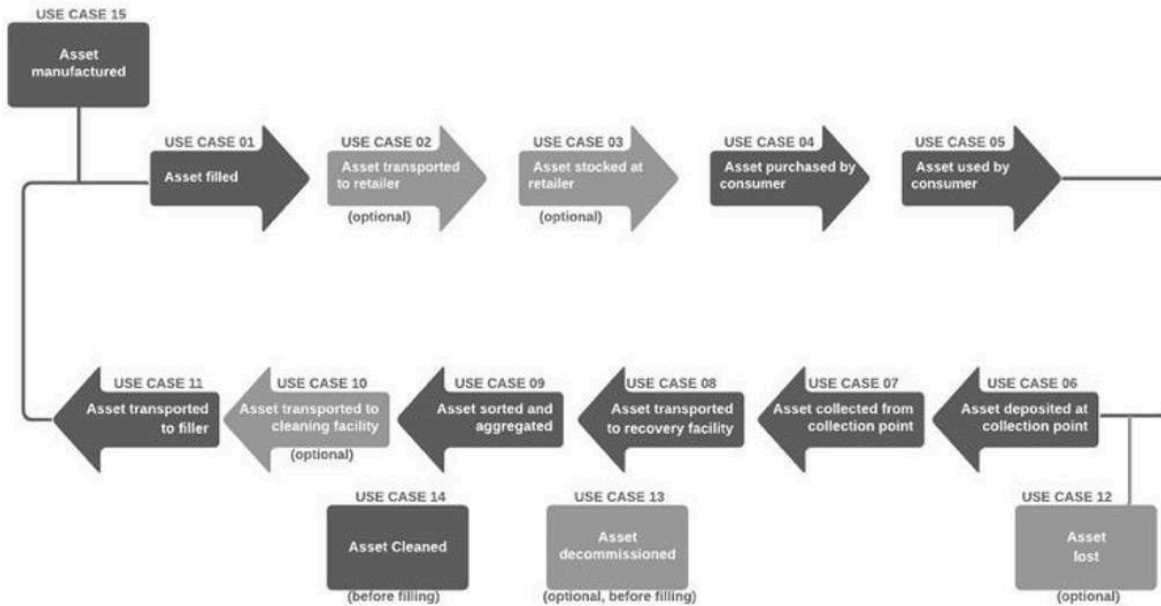 USE CASE 15
Asset
manufactured
USE CASE 01
Asset filled
USE CASE 02
Asset transported
to retailer
(optional)
USE CASE 03
Asset stocked at
retailer
(optional)
USE CASE 04
Asset purchased by
consumer
USE CASE 05
Asset used by
consumer
USE CASE 11
Asset transported
to filler
USE CASE 10
Asset transported to
cleaning facility
(optional)
USE CASE 09
Asset sorted and
aggregated
USE CASE 08
Asset transported
to recovery facility
USE CASE 07
Asset collected from
collection point
USE CASE 06
Asset deposited at
collection point
USE CASE 14
Asset Cleaned
(before filling)
USE CASE 13
Asset
decommissioned
(optional, before filling)
USE CASE 12
Asset
lost
(optional)